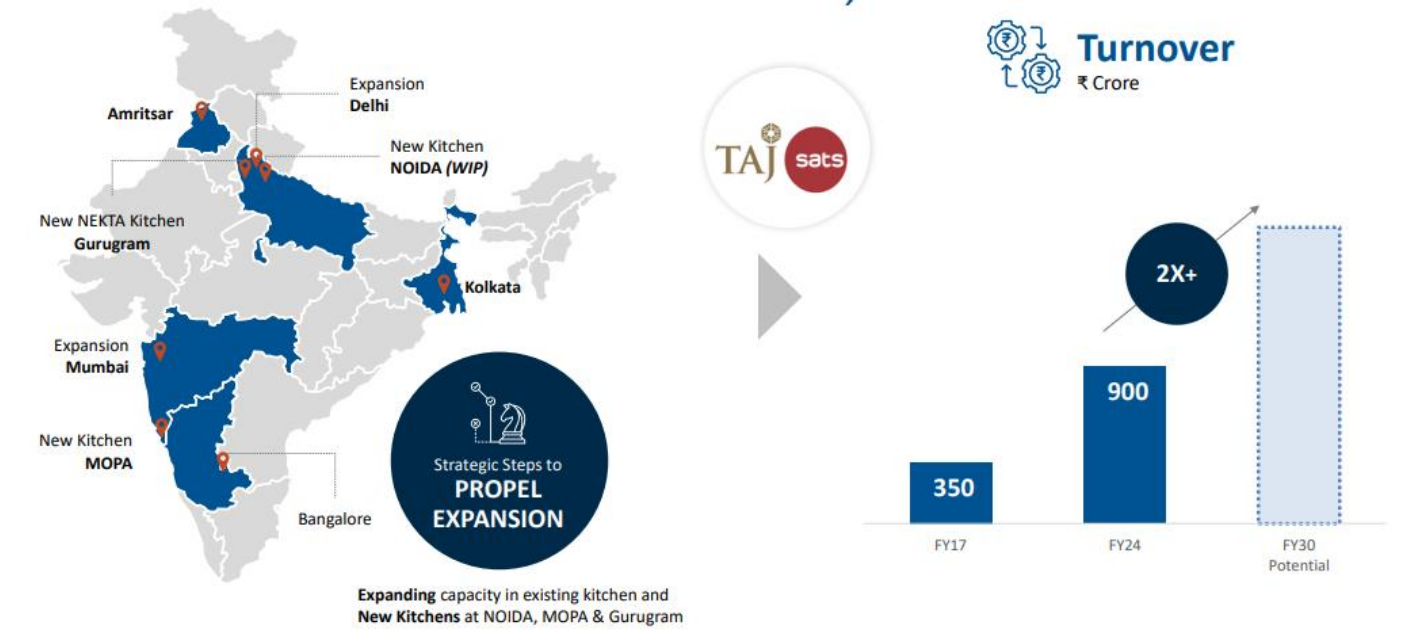 Expansion
Delhi
Amritsar
New Kitchen
NOIDA (WIP)
New NEKTA Kitchen
Gurugram
Kolkata
Expansion
Mumbai
New Kitchen
MOPA
Bangalore
Strategic Steps to
PROPEL
EXPANSION
Expanding capacity in existing kitchen and
New Kitchens at NOIDA, MOPA & Gurugram
TAJ sats
₹ ₹
Turnover
₹ Crore
2X+
900
350
FY17
FY24
FY30
Potential